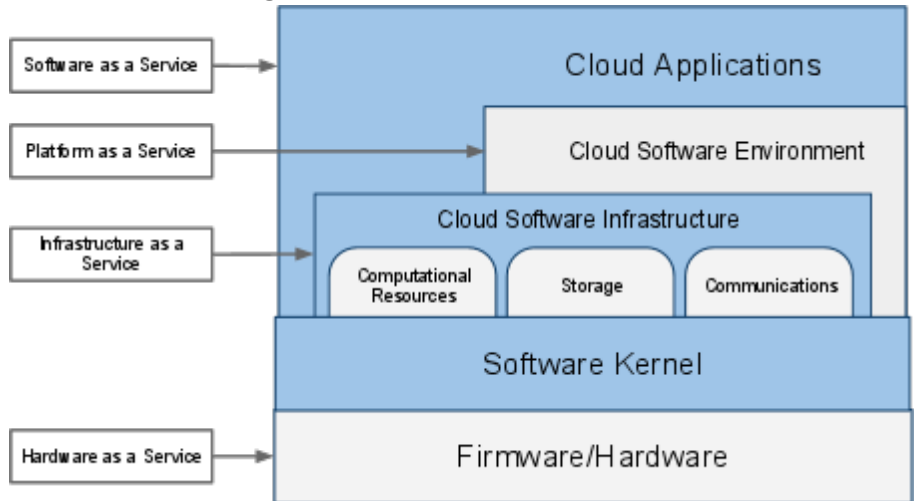 Software as a Service
Cloud Applications
Platform as a Service
Cloud Software Environment
Infrastructure as a
Service
Cloud Software Infrastructure
Computational
Resources
Storage
Communications
Software Kernel
Hardware as a Service
Firmware/Hardware